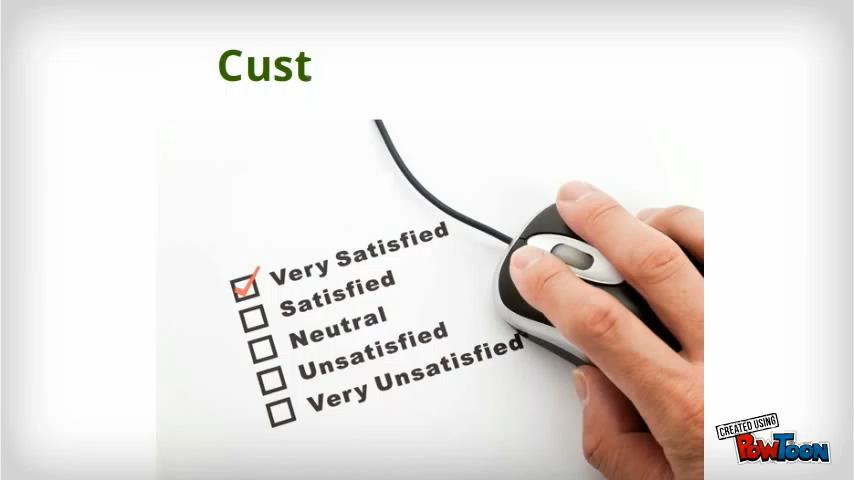 Cust
Very Satisfied
Satisfied
Neutral
Unsatisfied
Very Unsatisfied
CREATED USING
PowToon